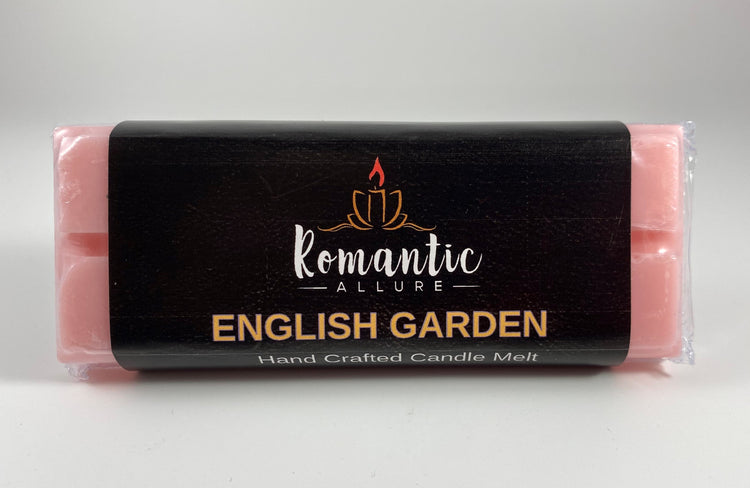 Romantic
ALLURE
ENGLISH GARDEN
Hand Crafted Candle Melt